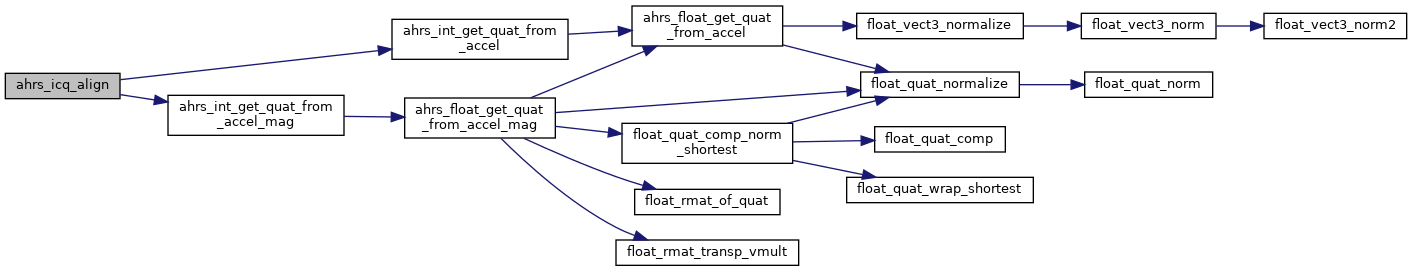 ahrs_icq_align
ahrs_int_get_quat_from
_accel
ahrs_int_get_quat_from
_accel_mag
ahrs_float_get_quat
_from_accel
ahrs_float_get_quat
_from_accel_mag
float_vect3_normalize
float_vect3_norm
float_vect3_norm2
float_quat_normalize
float_quat_norm
float_quat_comp_norm
_shortest
float_quat_comp
float_quat_wrap_shortest
float_rmat_of_quat
float_rmat_transp_vmult